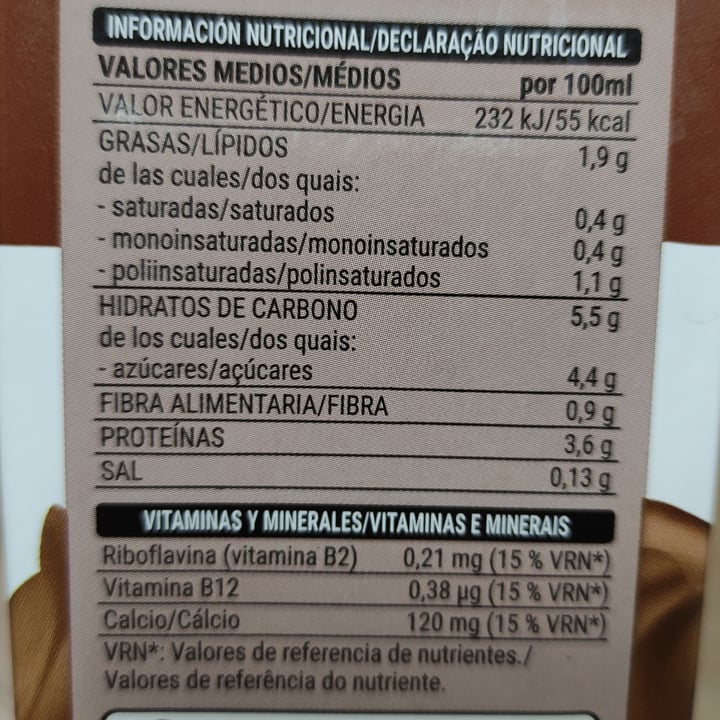 INFORMACIÓN NUTRICIONAL/DECLARAÇÃO NUTRICIONAL
VALORES MEDIOS/MÉDIOS por 100ml
VALOR ENERGÉTICO/ENERGIA 232 kJ/55 kcal
GRASAS/LÍPIDOS 1,9 g
de las cuales/dos quais:
- saturadas/saturados 0,4 g
- monoinsaturadas/monoinsaturados 0,4 g
- poliinsaturadas/polinsaturados 1,1 g
HIDRATOS DE CARBONO 5,5 g
de los cuales/dos quais:
- azúcares/açúcares 4,4 g
FIBRA ALIMENTARIA/FIBRA 0,9 g
PROTEÍNAS 3,6 g
SAL 0,13 g
VITAMINAS Y MINERALES/VITAMINAS E MINERAIS
Riboflavina (vitamina B2) 0,21 mg (15 % VRN*)
Vitamina B12 0,38 µg (15 % VRN*)
Calcio/Cálcio 120 mg (15 % VRN*)
VRN*: Valores de referencia de nutrientes./
Valores de referência do nutriente.